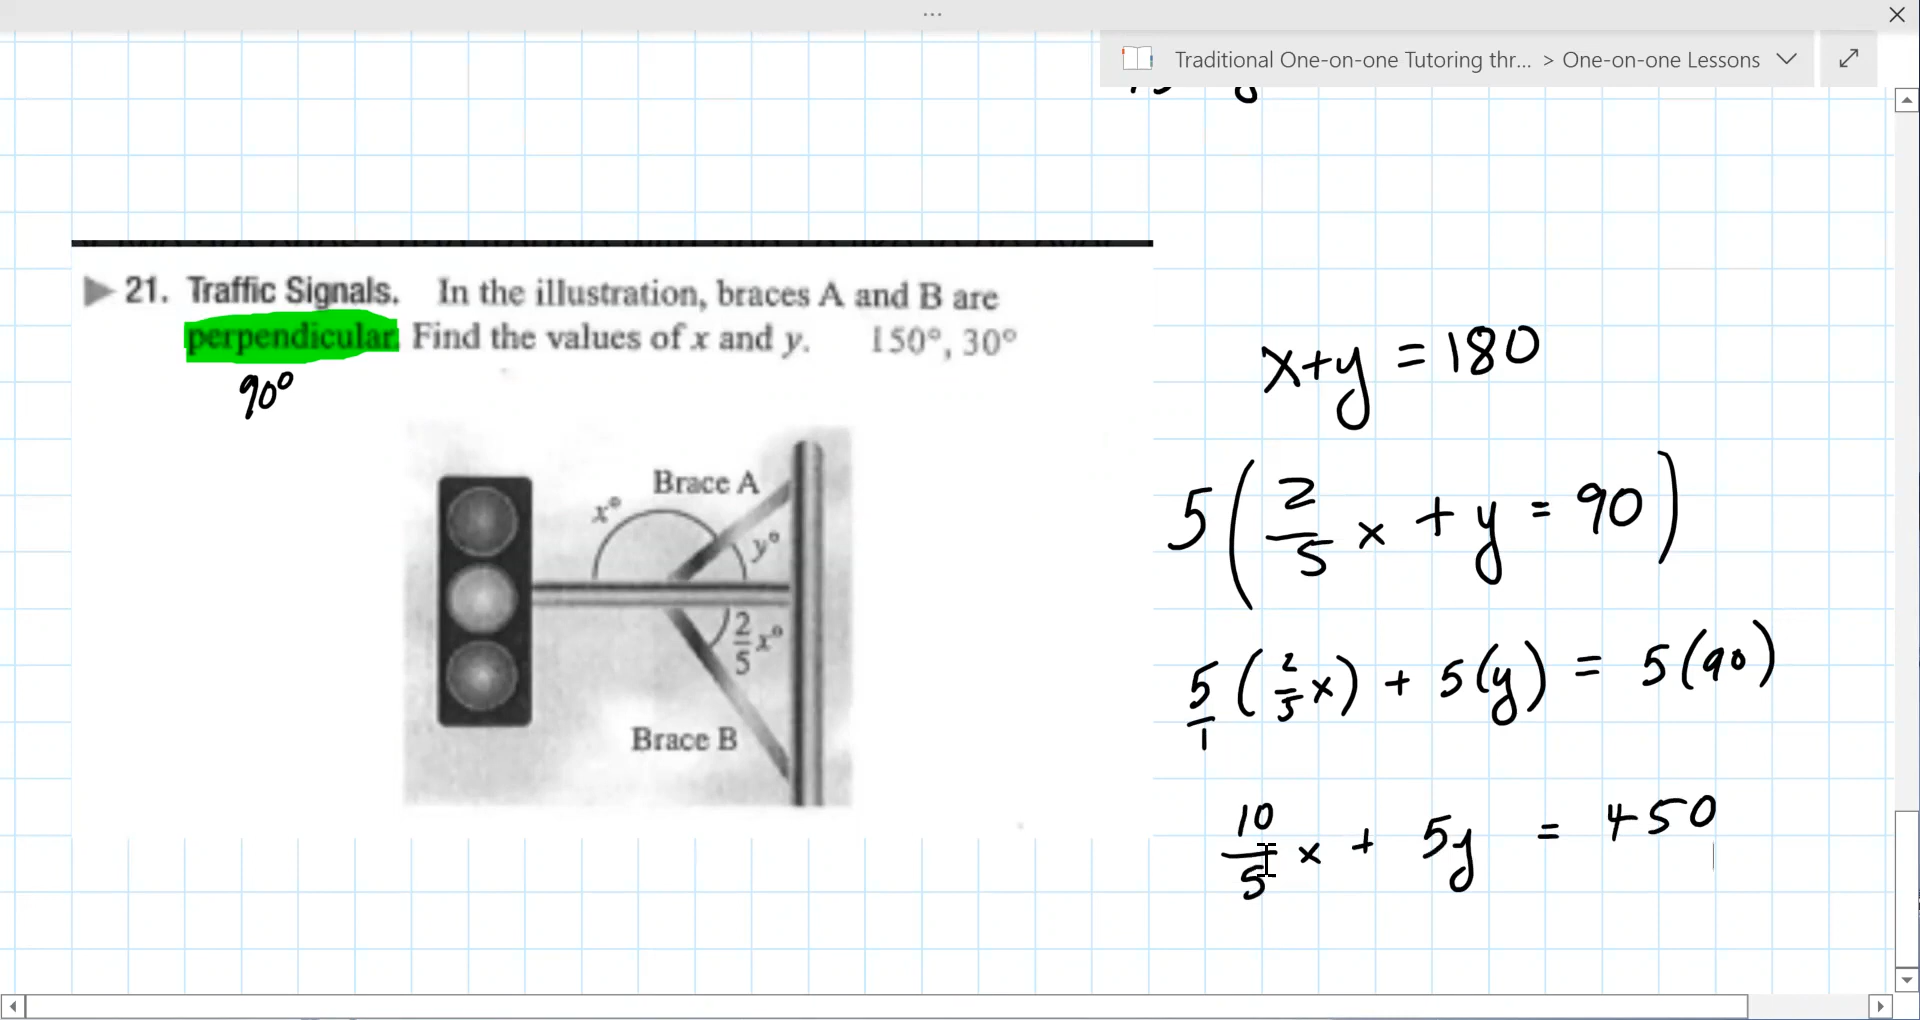 ...
Traditional One-on-one Tutoring thr... > One-on-one Lessons
21. Traffic Signals. In the illustration, braces A and B are
perpendicular. Find the values of x and y. 150°, 30°
90°
Brace A
x°
y°
2/5 x°
Brace B
x+y = 180
5(2/5 x + y = 90)
5/1 (2/5 x) + 5(y) = 5(90)
10/5 x + 5y = 450